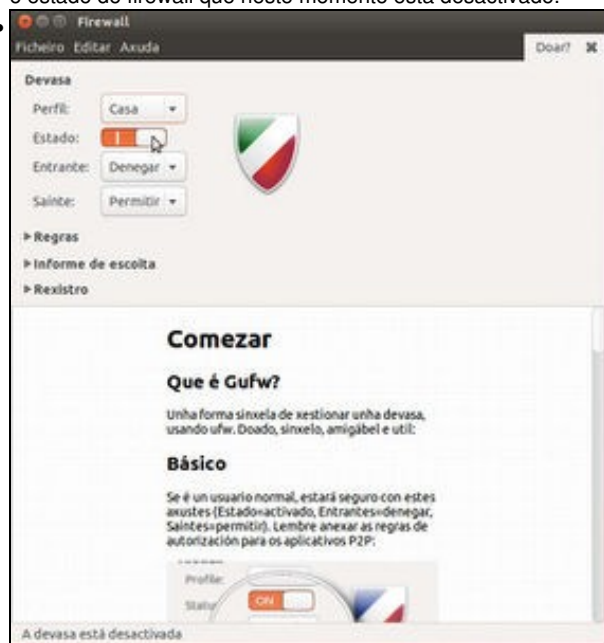 o estado do firewall que neste momento está desactivado.
Firewall
Ficheiro Editar Axuda
Doar!
Devasa
Perfil: Casa
Estado:
Entrante: Denegar
Sainte: Permitir
Regras
Informe de escolta
Rexistro
Comezar
Que é Gufw?
Unha forma sinxela de xestionar unha devasa,
usando ufw. Doado, sinxelo, amigábel e util:
Básico
Se é un usuario normal, estará seguro con estes
axustes (Estado=activado, Entrantes=denegar,
Saintes=permitir). Lembre anexar as regras de
autorización para os aplicativos P2P:
Profile:
Status
ON
A devasa está desactivada